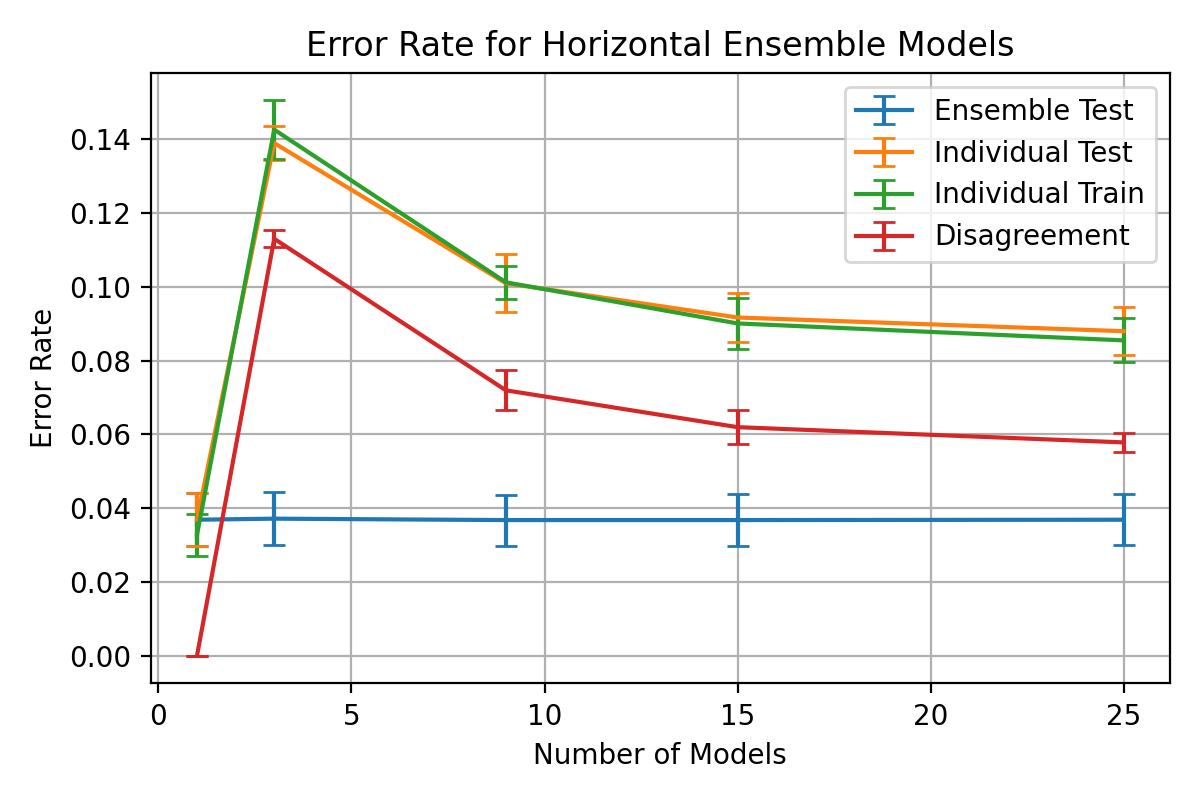 Error Rate for Horizontal Ensemble Models
Ensemble Test
Individual Test
Individual Train
Disagreement
Error Rate
0.14
0.12
0.10
0.08
0.06
0.04
0.02
0.00
0 5 10 15 20 25
Number of Models